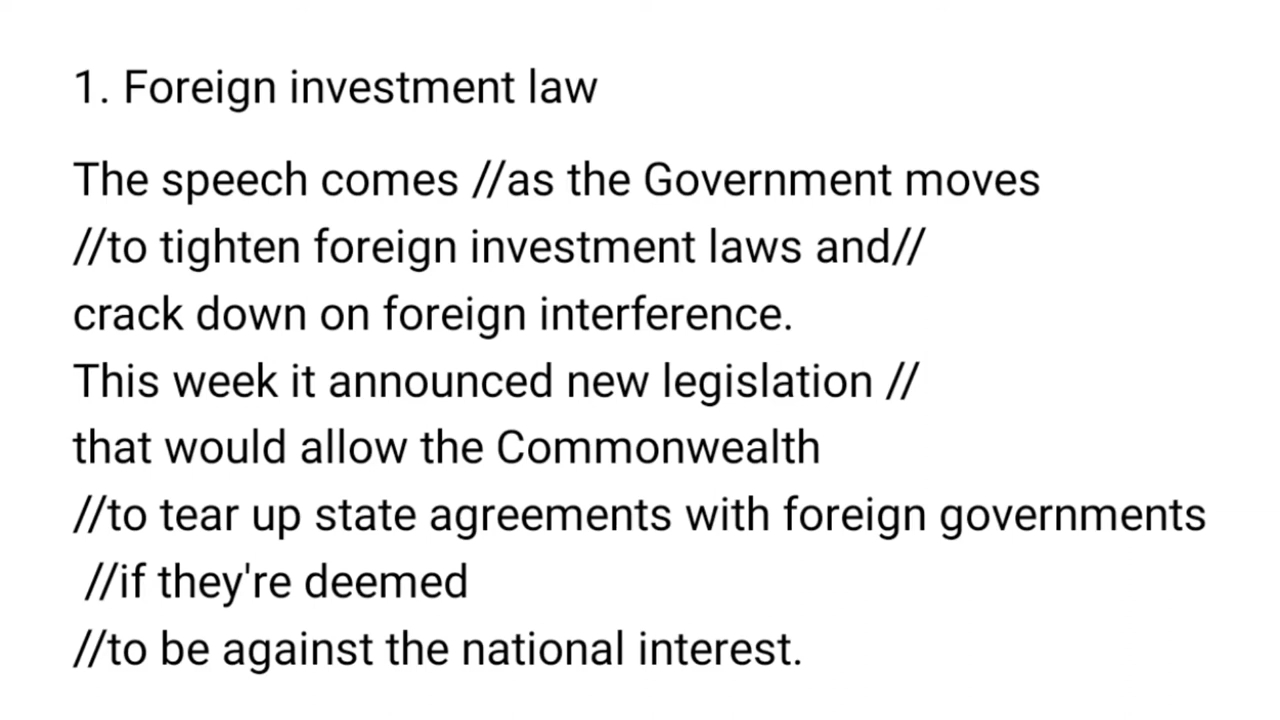 1. Foreign investment law
The speech comes //as the Government moves
//to tighten foreign investment laws and//
crack down on foreign interference.
This week it announced new legislation //
that would allow the Commonwealth
//to tear up state agreements with foreign governments
//if they're deemed
//to be against the national interest.